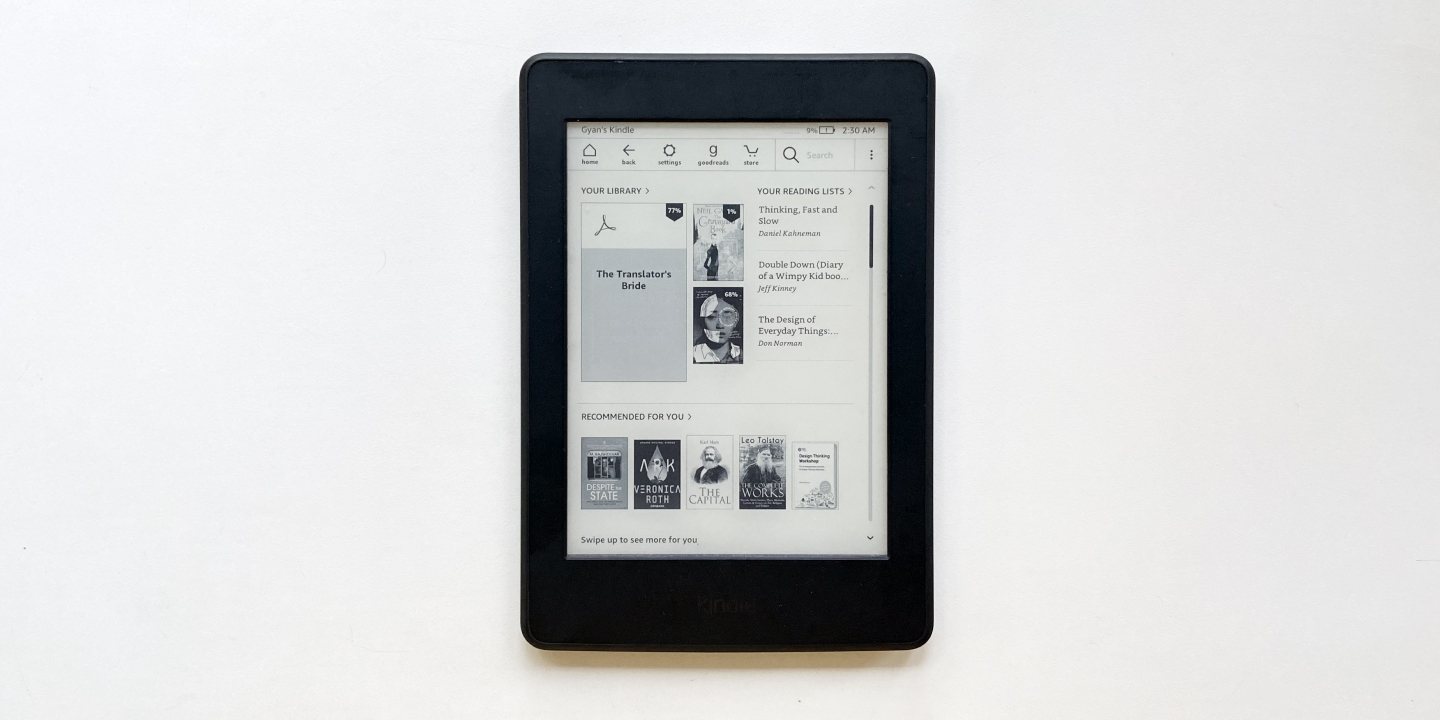 Gyan's Kindle
9%
2:30 AM
home
back
settings
goodreads
store
Search
YOUR LIBRARY
77%
The Translator's
Bride
1%
68%
YOUR READING LISTS
Thinking, Fast and
Slow
Daniel Kahneman
Double Down (Diary
of a Wimpy Kid boo...
Jeff Kinney
The Design of
Everyday Things:...
Don Norman
RECOMMENDED FOR YOU
DESPITE
STATE
ARK
VERONICA
ROTH
Karl Marx
THE
CAPITAL
Leo Tolstoy
THE COMPLETE
WORKS
Design Thinking
Workshop
Swipe up to see more for you
kindle